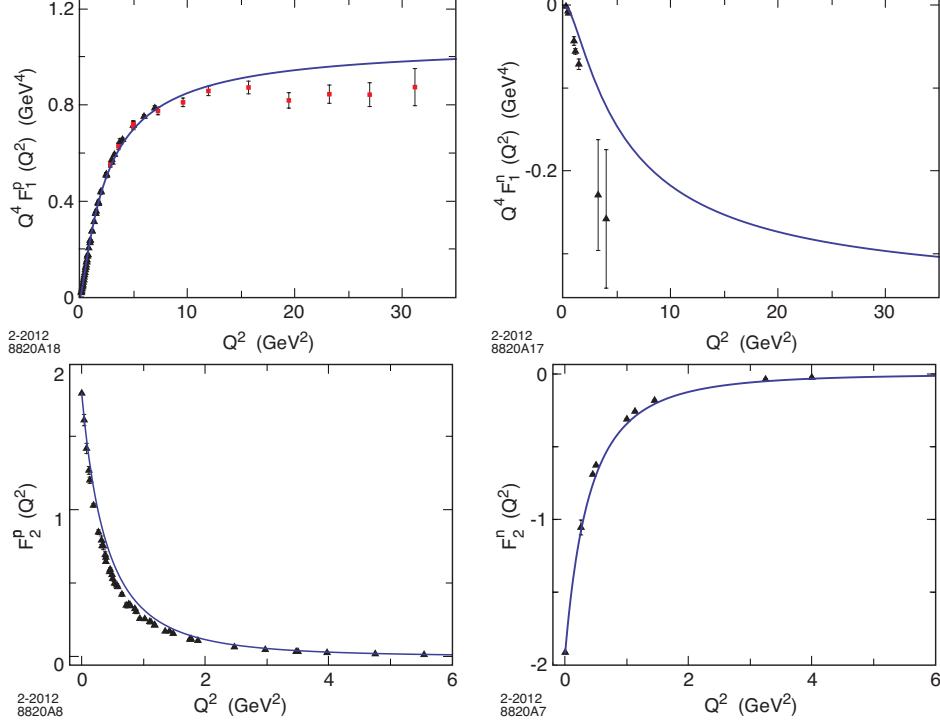 1.2
0.8
0.4
0
0 10 20 30
Q⁴ F₁ᵖ (Q²) (GeV⁴)
Q² (GeV²)
2-2012
8820A18
0
-0.2
0 10 20 30
Q⁴ F₁ⁿ (Q²) (GeV⁴)
Q² (GeV²)
2-2012
8820A17
2
1
0
0 2 4 6
F₂ᵖ (Q²)
Q² (GeV²)
2-2012
8820A8
0
-1
-2
0 2 4 6
F₂ⁿ (Q²)
Q² (GeV²)
2-2012
8820A7